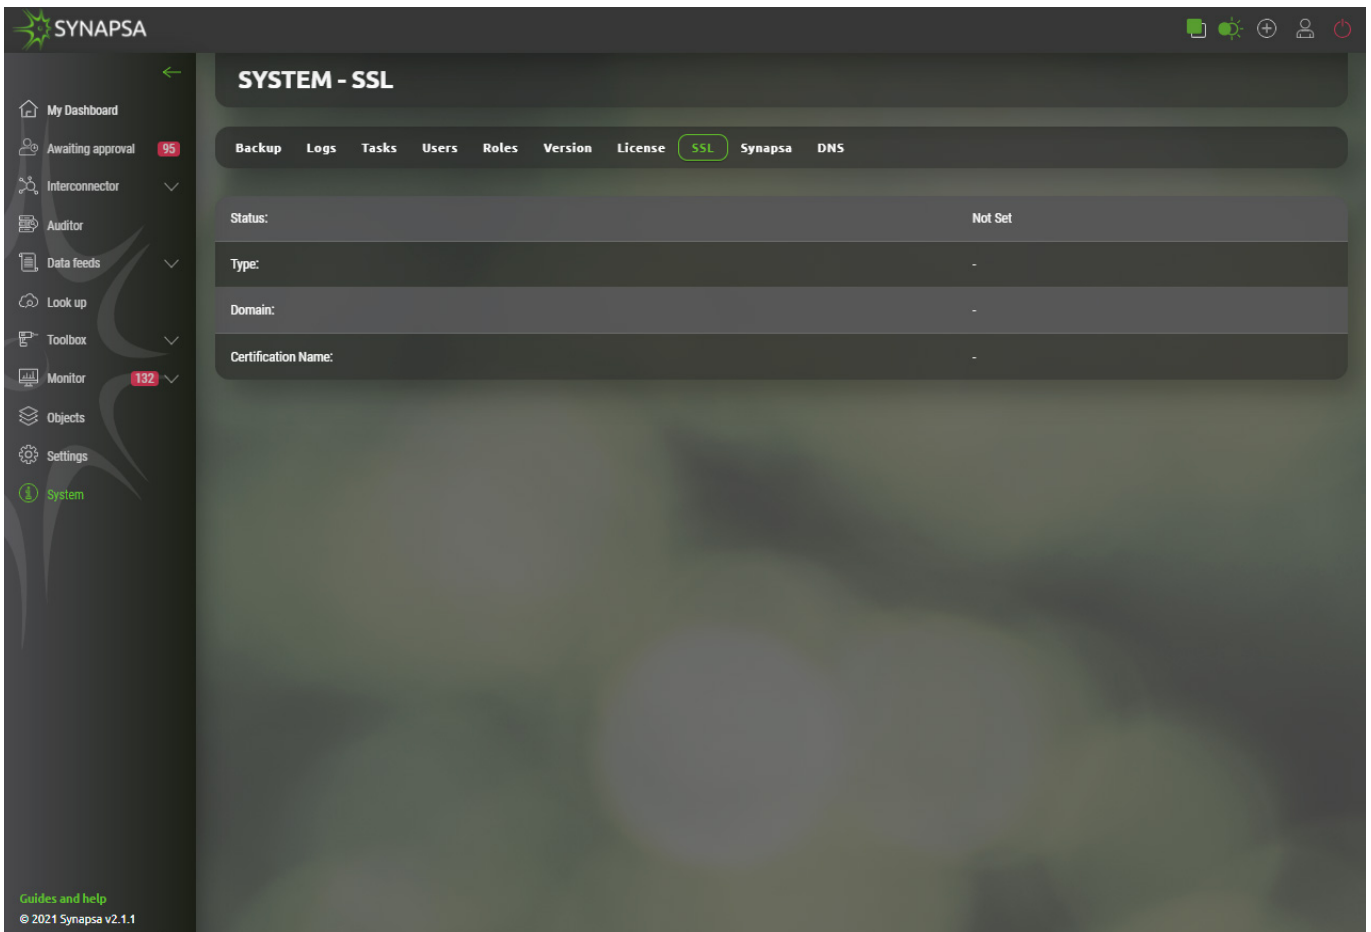 SYNAPSA
SYSTEM - SSL
My Dashboard
Awaiting approval 95
Interconnector
Auditor
Data feeds
Look up
Toolbox
Monitor 132
Objects
Settings
System
Backup Logs Tasks Users Roles Version License SSL Synapsa DNS
Status: Not Set
Type: -
Domain: -
Certification Name: -
Guides and help
© 2021 Synapsa v2.1.1